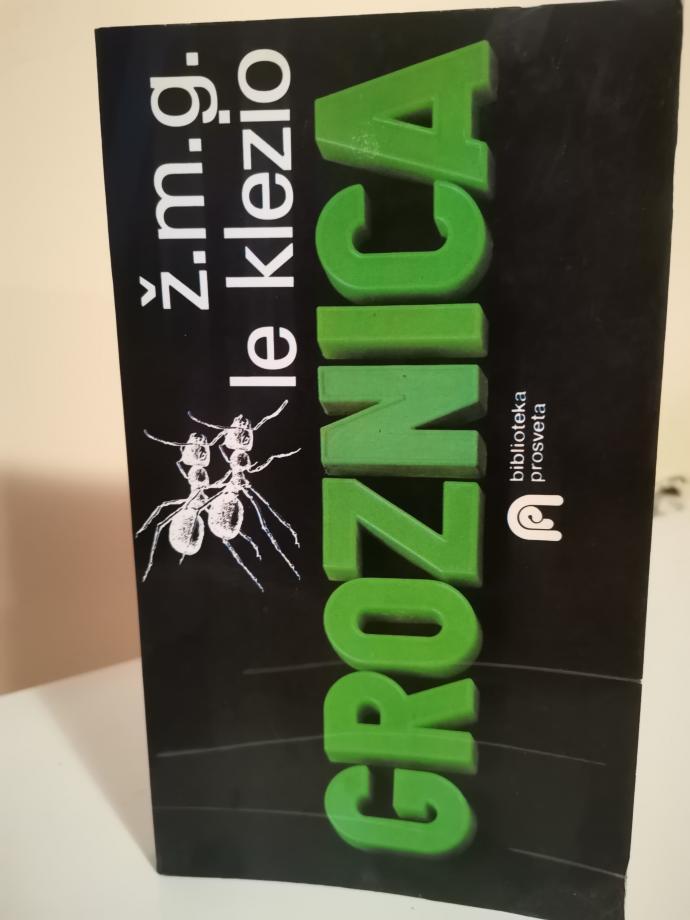 ž.m.g.
le klezio
GROZNICA
biblioteka
prosveta